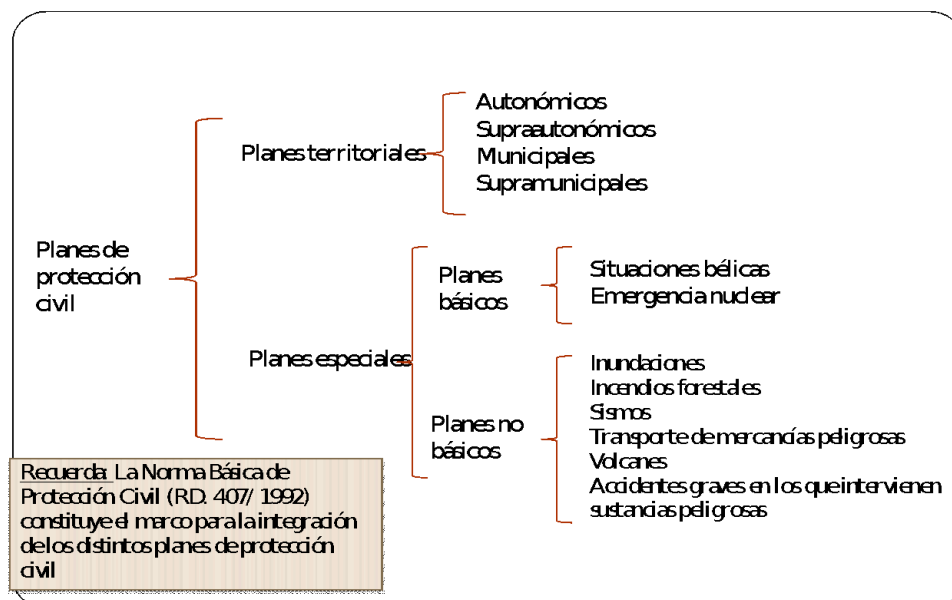 Planes de
protección
civil
Planes territoriales
Autonómicos
Supraautonómicos
Municipales
Supramunicipales
Planes especiales
Planes
básicos
Situaciones bélicas
Emergencia nuclear
Planes no
básicos
Inundaciones
Incendios forestales
Sismos
Transporte de mercancías peligrosas
Volcanes
Accidentes graves en los que intervienen
sustancias peligrosas
Recuerda: La Norma Básica de
Protección Civil (RD. 407/ 1992)
constituye el marco para la integración
de los distintos planes de protección
civil